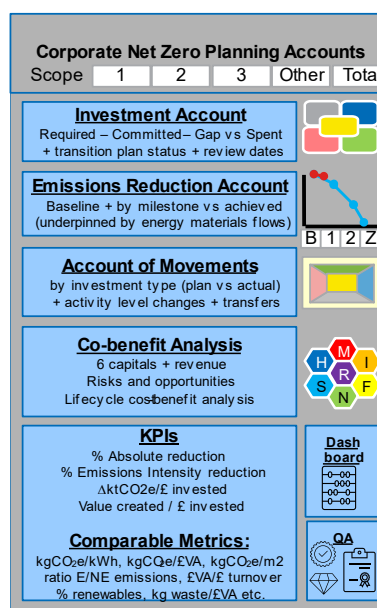 Corporate Net Zero Planning Accounts
Scope 1 2 3 Other Total
Investment Account
Required – Committed – Gap vs Spent
+ transition plan status + review dates
Emissions Reduction Account
Baseline + by milestone vs achieved
(underpinned by energy materials flows)
B 1 2 Z
Account of Movements
by investment type (plan vs actual)
+ activity level changes + transfers
Co-benefit Analysis
6 capitals + revenue
Risks and opportunities
Lifecycle cost-benefit analysis
M
H I
R
S F
N
KPIs
% Absolute reduction
% Emissions Intensity reduction
ΔktCO2e/£ invested
Value created / £ invested
Dash
board
Comparable Metrics:
kgCO₂e/kWh, kgCO₂e/£VA, kgCO₂e/m2
ratio E/NE emissions, £VA/£ turnover
% renewables, kg waste/£VA etc.
QA